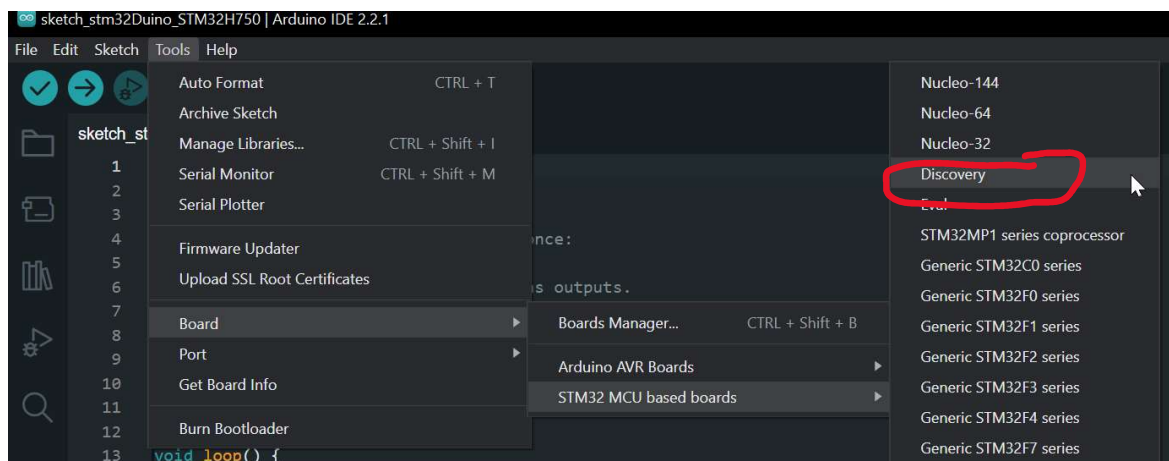 sketch_stm32Duino_STM32H750 | Arduino IDE 2.2.1
File Edit Sketch Tools Help
sketch_st
1
2
3
4
5
6
7
8
9
10
11
12
13 void loop() {
nce:
s outputs.
Auto Format CTRL + T
Archive Sketch
Manage Libraries... CTRL + Shift + I
Serial Monitor CTRL + Shift + M
Serial Plotter
Firmware Updater
Upload SSL Root Certificates
Board
Port
Get Board Info
Burn Bootloader
Boards Manager... CTRL + Shift + B
Arduino AVR Boards
STM32 MCU based boards
Nucleo-144
Nucleo-64
Nucleo-32
Discovery
Eval
STM32MP1 series coprocessor
Generic STM32C0 series
Generic STM32F0 series
Generic STM32F1 series
Generic STM32F2 series
Generic STM32F3 series
Generic STM32F4 series
Generic STM32F7 series